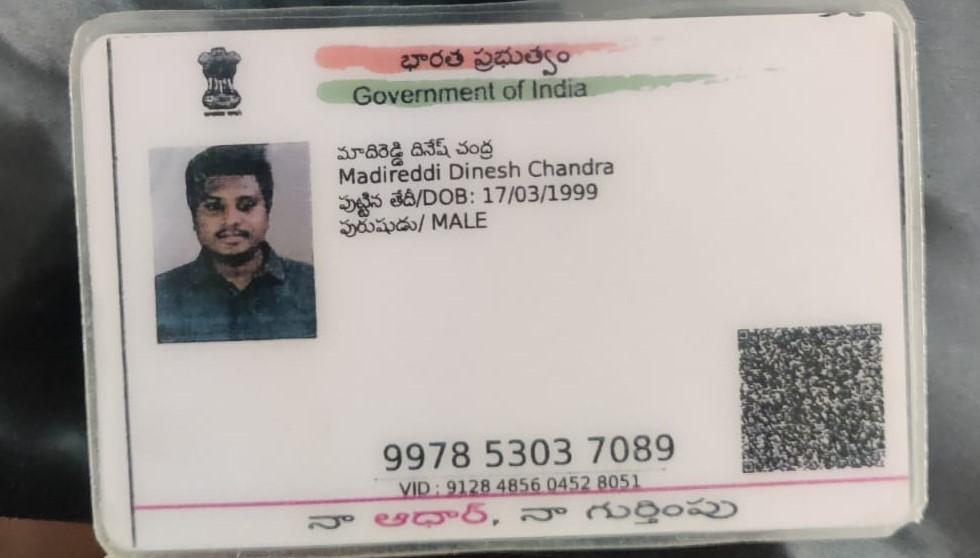 భారత ప్రభుత్వం
Government of India
మాదిరెడ్డి దినేష్ చంద్ర
Madireddi Dinesh Chandra
పుట్టిన తేదీ/DOB: 17/03/1999
పురుషుడు/ MALE
9978 5303 7089
VID : 9128 4856 0452 8051
నా ఆధార్, నా గుర్తింపు